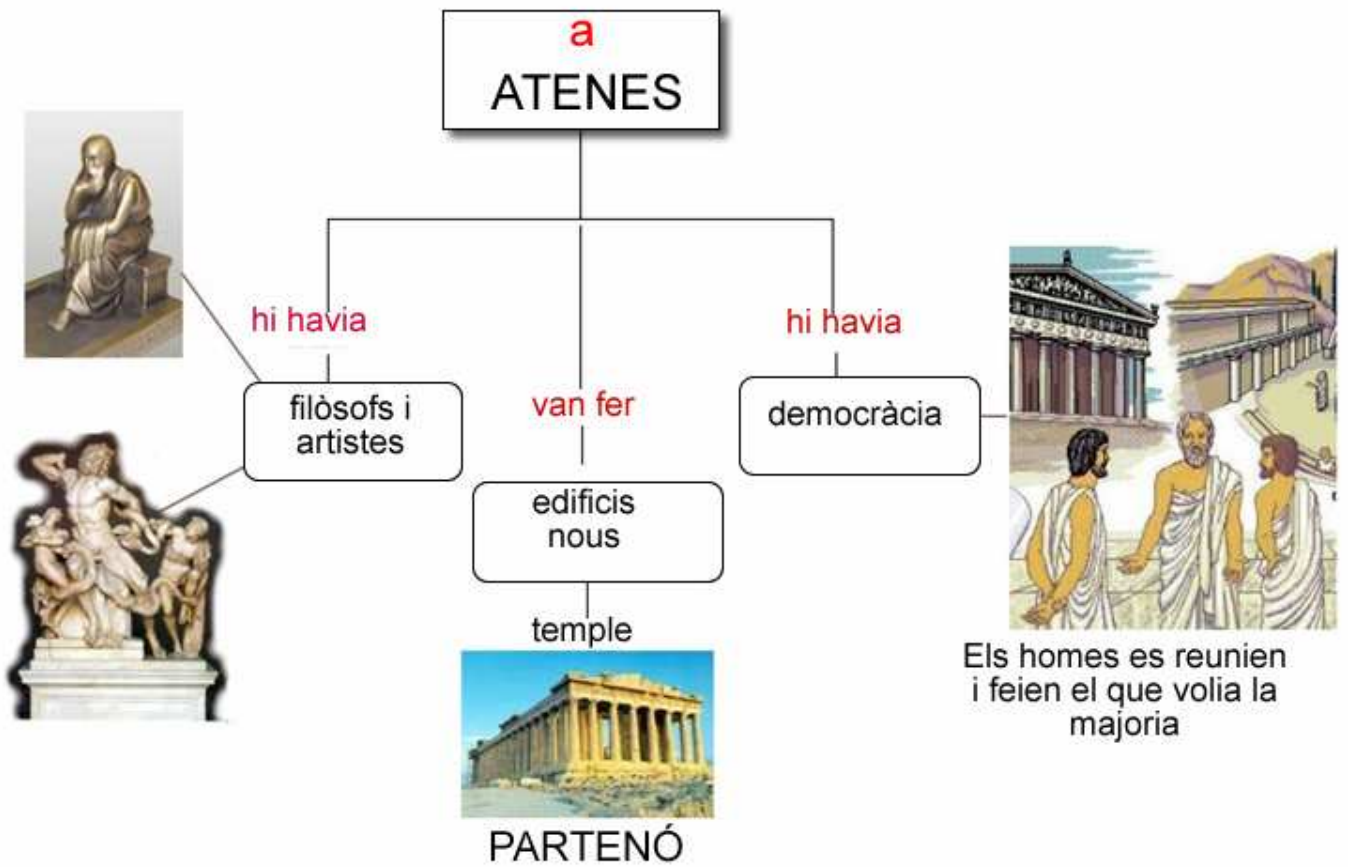 a
ATENES
hi havia
filòsofs i
artistes
van fer
edificis
nous
temple
PARTENÓ
hi havia
democràcia
Els homes es reunien
i feien el que volia la
majoria